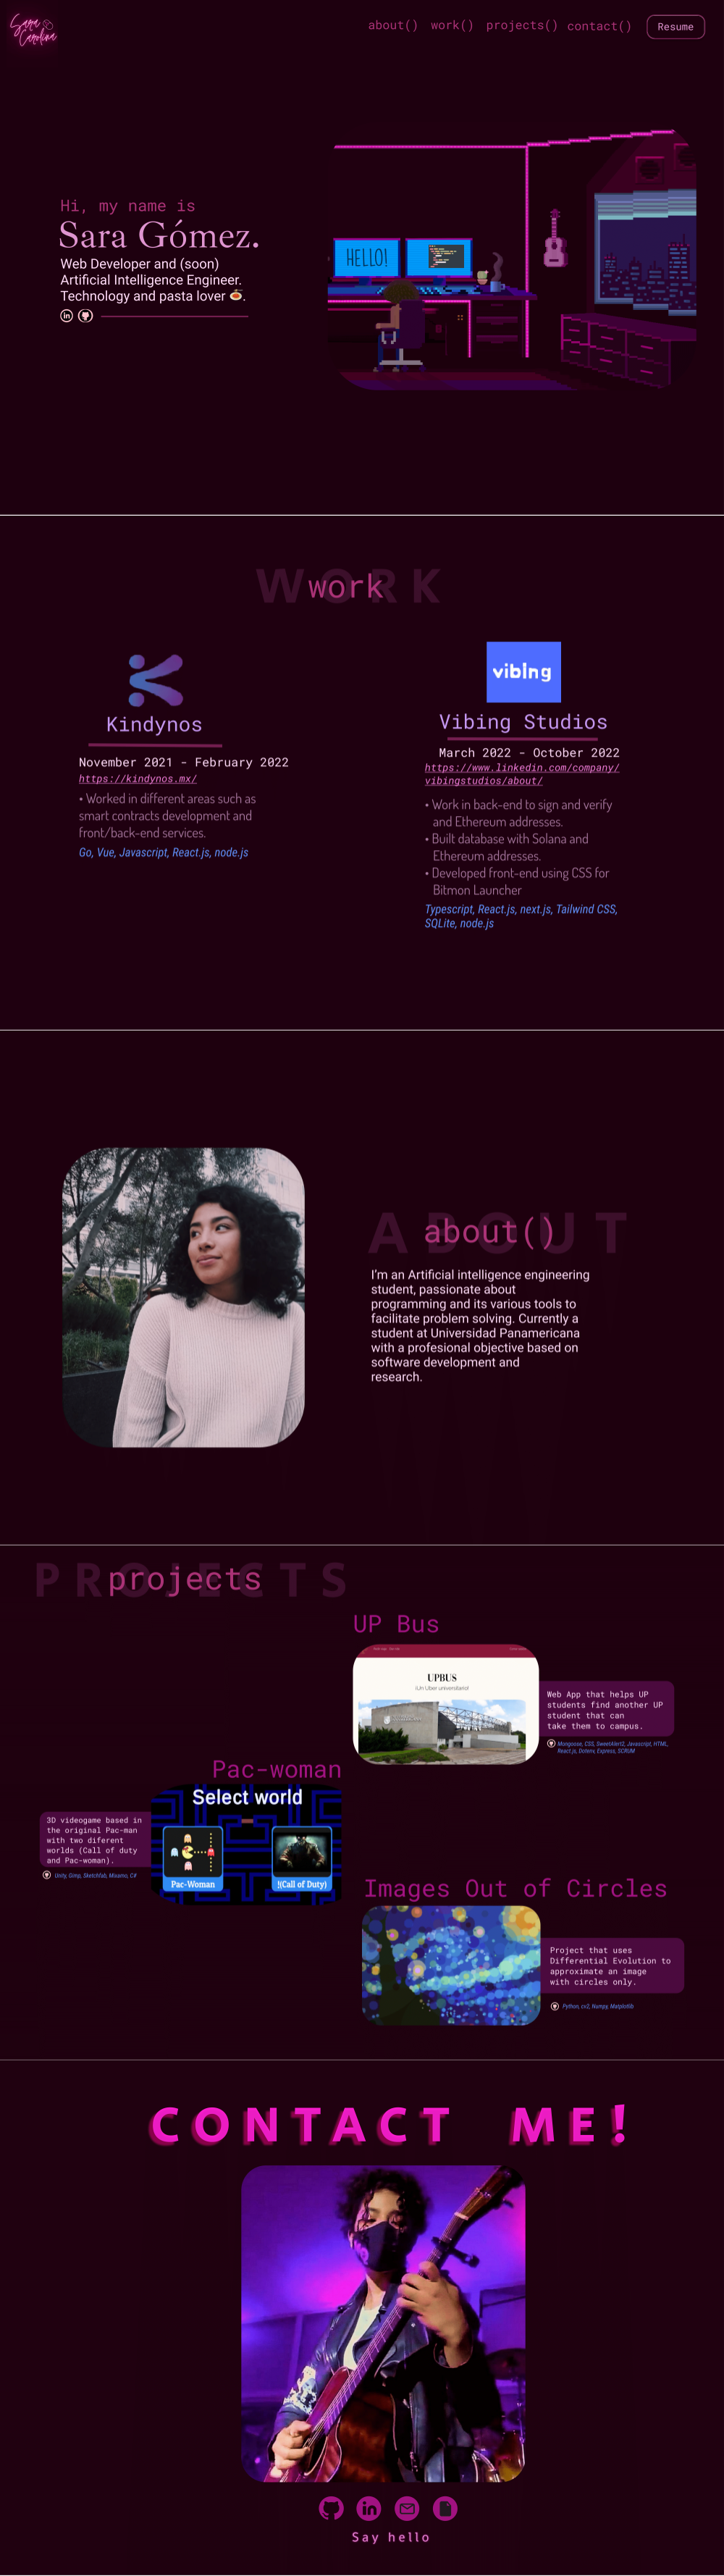 Sara
Carolina
about() work() projects() contact() Resume
Hi, my name is
Sara Gómez.
Web Developer and (soon)
Artificial Intelligence Engineer.
Technology and pasta lover 🍝.
HELLO!
WORK
work
Kindynos
November 2021 - February 2022
https://kindynos.mx/
• Worked in different areas such as
smart contracts development and
front/back-end services.
Go, Vue, Javascript, React.js, node.js
vibing
Vibing Studios
March 2022 - October 2022
https://www.linkedin.com/company/
vibingstudios/about/
• Work in back-end to sign and verify
and Ethereum addresses.
• Built database with Solana and
Ethereum addresses.
• Developed front-end using CSS for
Bitmon Launcher
Typescript, React.js, next.js, Tailwind CSS,
SQLite, node.js
ABOUT
about()
I'm an Artificial intelligence engineering
student, passionate about
programming and its various tools to
facilitate problem solving. Currently a
student at Universidad Panamericana
with a profesional objective based on
software development and
research.
PROJECTS
projects
UP Bus
UPBUS
¡Un Uber universitario!
Web App that helps UP
students find another UP
student that can
take them to campus.
Mongoose, CSS, SweetAlert2, Javascript, HTML,
React.js, Dotenv, Express, SCRUM
Pac-woman
Select world
Pac-Woman
!(Call of Duty)
3D videogame based in
the original Pac-man
with two diferent
worlds (Call of duty
and Pac-woman).
Unity, Gimp, Sketchfab, Mixamo, C#
Images Out of Circles
Project that uses
Differential Evolution to
approximate an image
with circles only.
Python, cv2, Numpy, Matplotlib
CONTACT ME!
Say hello